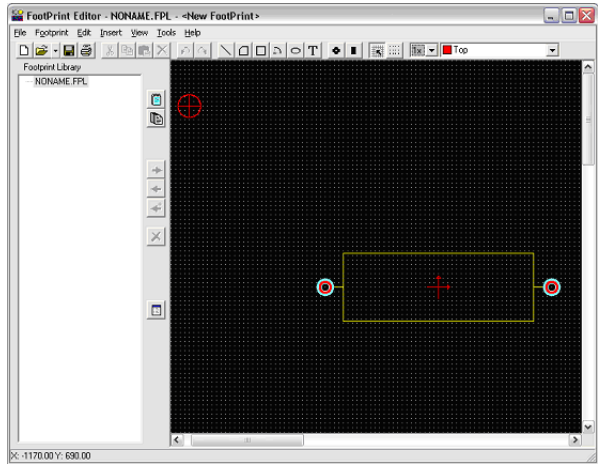 FootPrint Editor - NONAME.FPL - <New FootPrint>
File Footprint Edit Insert View Tools Help
T 1x Top
Footprint Library
NONAME.FPL
X: -1170.00 Y: 690.00